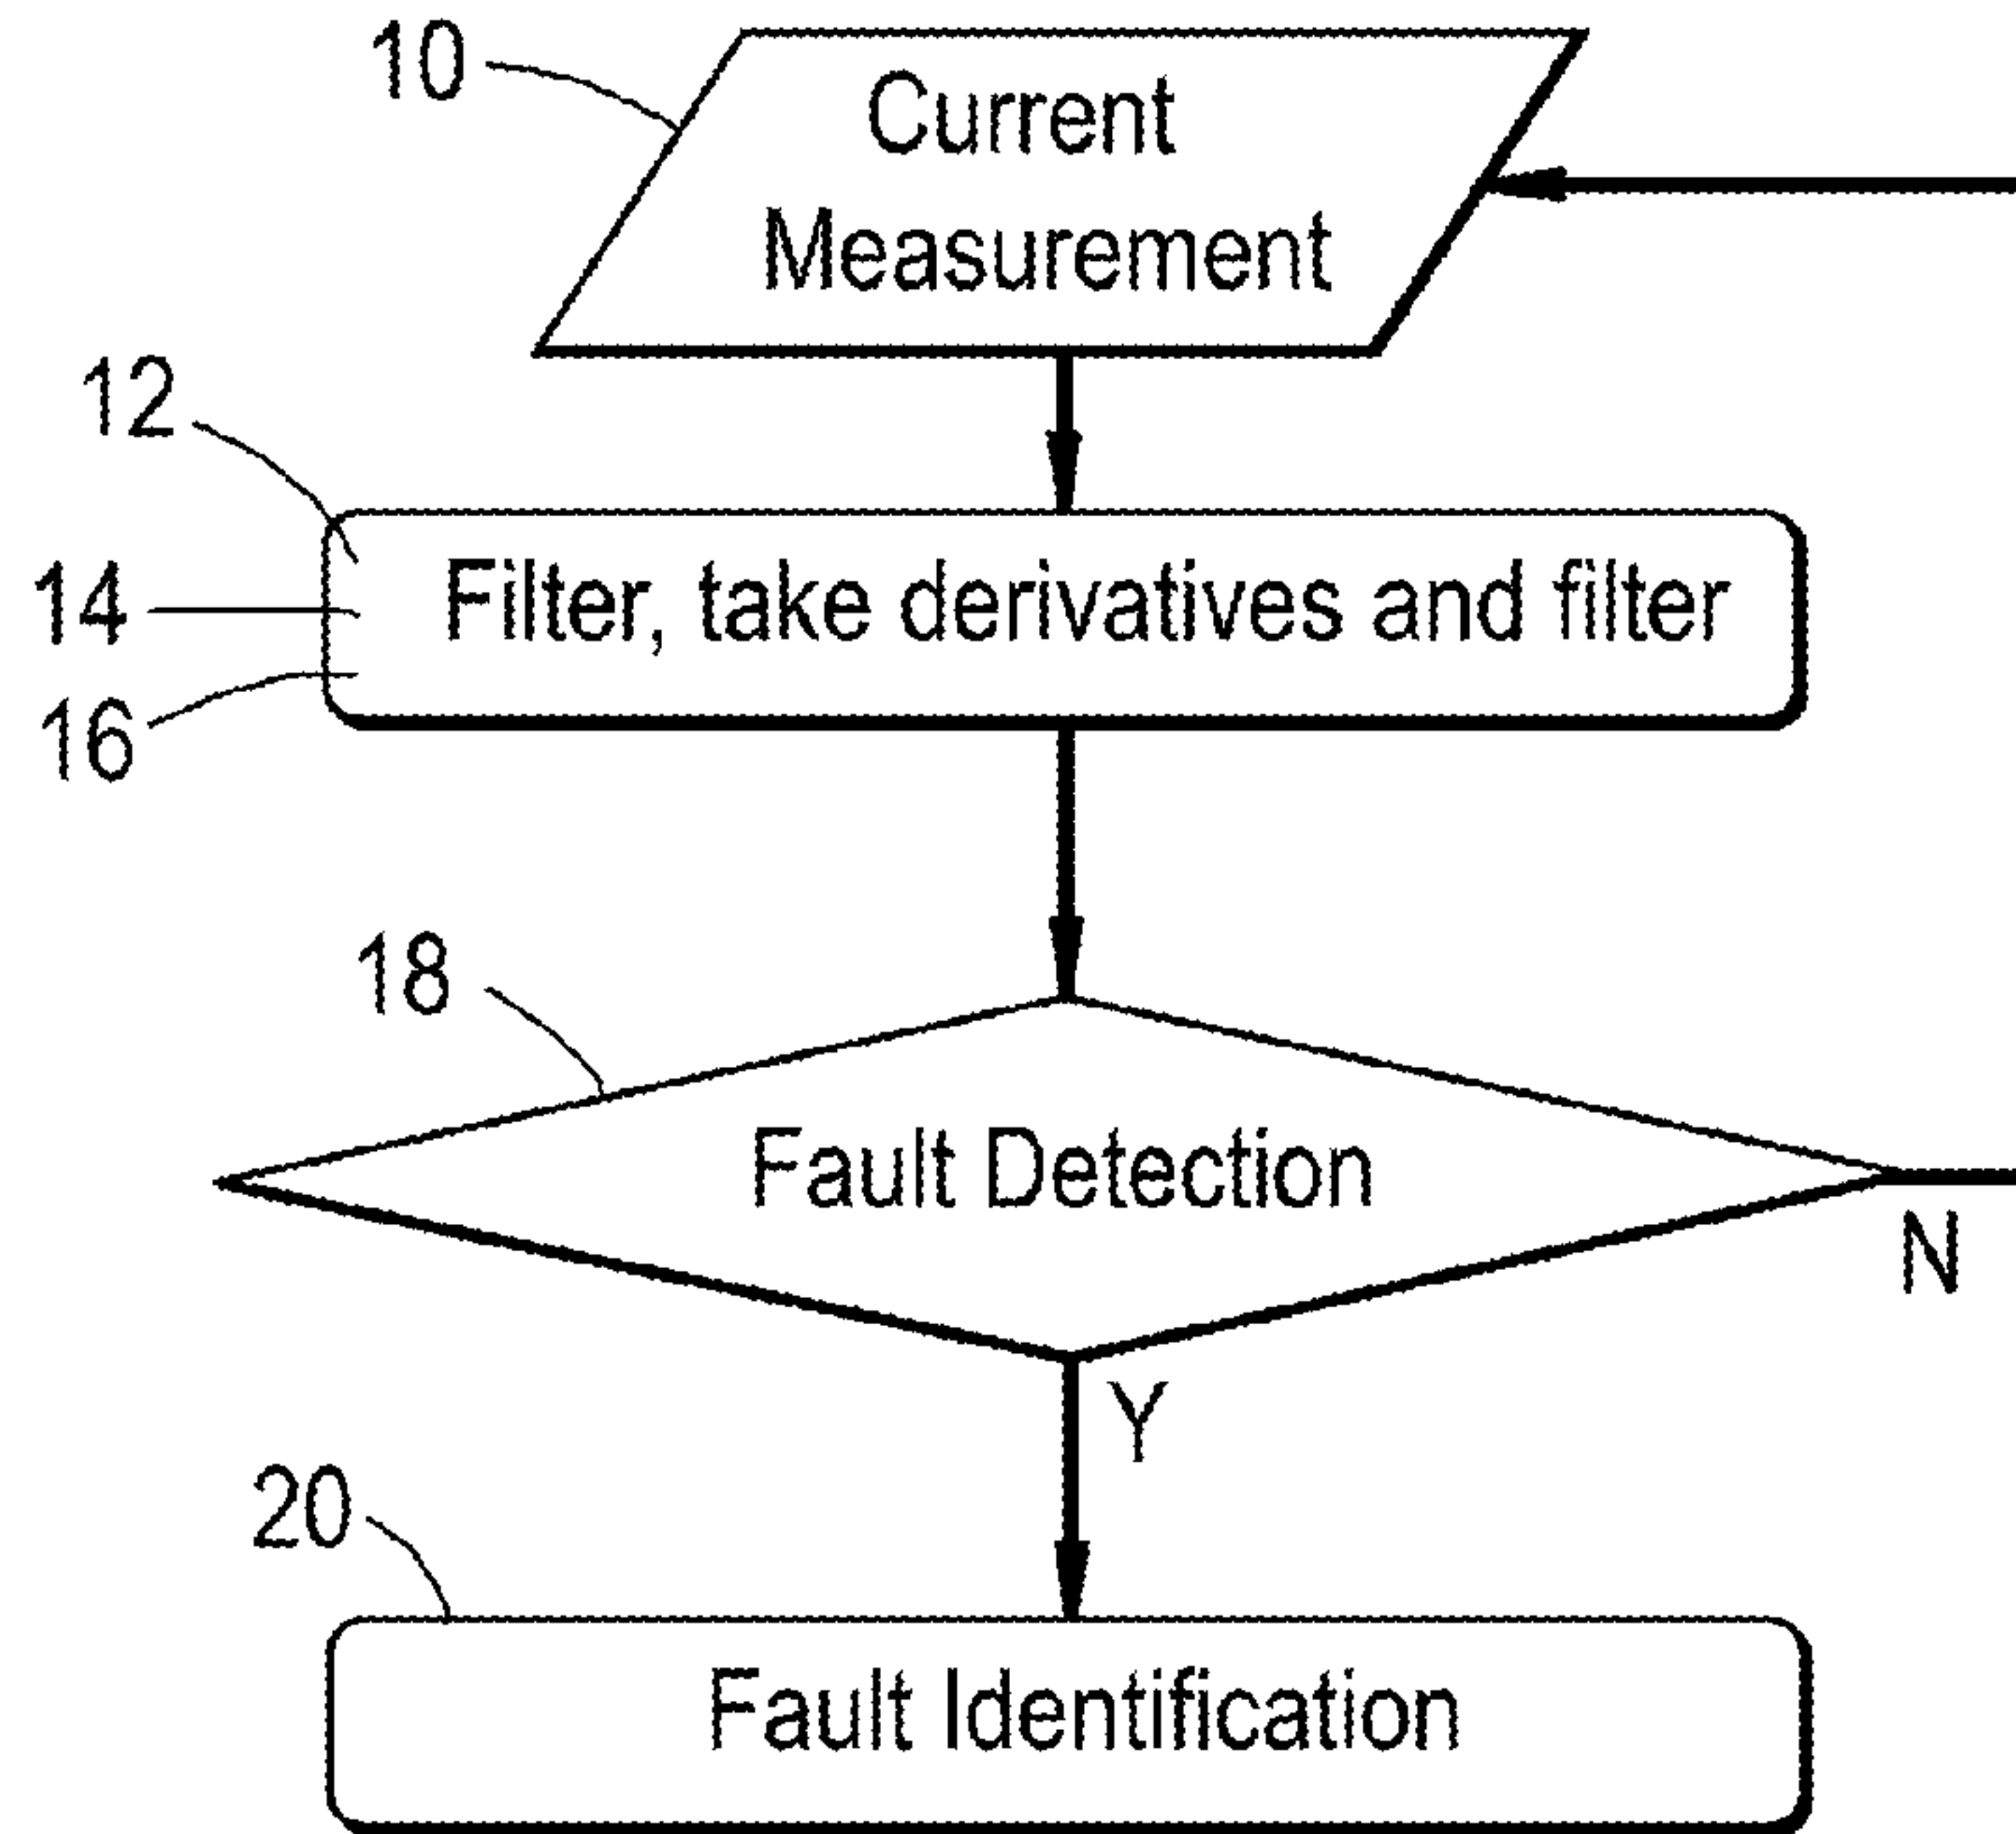 10
Current
Measurement
12
14
Filter, take derivatives and filter
16
18
Fault Detection
N
Y
20
Fault Identification